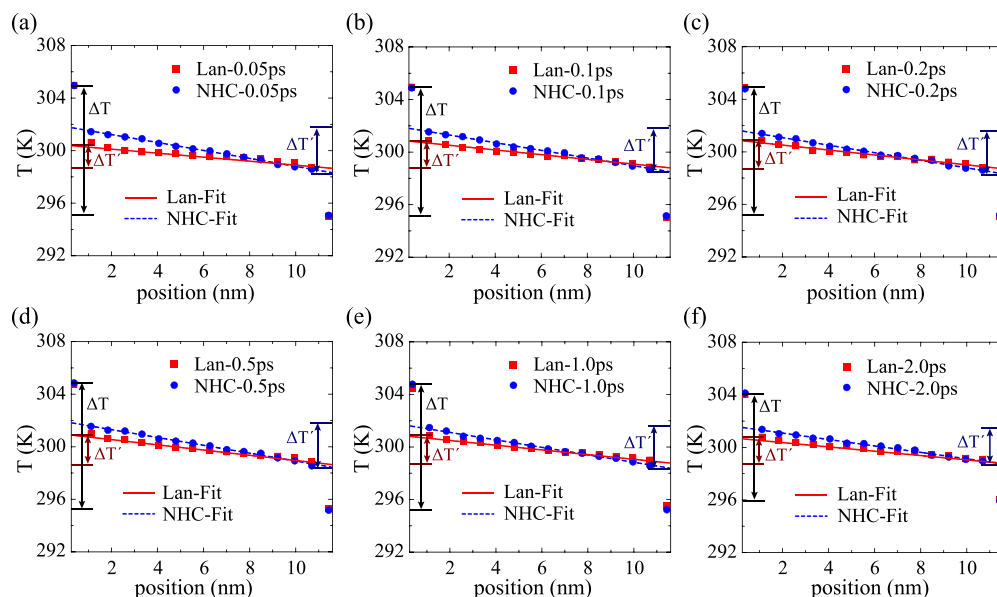 (a)
308
304
300
296
292
T (K)
Lan-0.05ps
NHC-0.05ps
ΔT
ΔT´
ΔT´
Lan-Fit
NHC-Fit
2 4 6 8 10
position (nm)
(b)
308
304
300
296
292
T (K)
Lan-0.1ps
NHC-0.1ps
ΔT
ΔT´
ΔT´
Lan-Fit
NHC-Fit
2 4 6 8 10
position (nm)
(c)
308
304
300
296
292
T (K)
Lan-0.2ps
NHC-0.2ps
ΔT
ΔT´
ΔT´
Lan-Fit
NHC-Fit
2 4 6 8 10
position (nm)
(d)
308
304
300
296
292
T (K)
Lan-0.5ps
NHC-0.5ps
ΔT
ΔT´
ΔT´
Lan-Fit
NHC-Fit
2 4 6 8 10
position (nm)
(e)
308
304
300
296
292
T (K)
Lan-1.0ps
NHC-1.0ps
ΔT
ΔT´
ΔT´
Lan-Fit
NHC-Fit
2 4 6 8 10
position (nm)
(f)
308
304
300
296
292
T (K)
Lan-2.0ps
NHC-2.0ps
ΔT
ΔT´
ΔT´
Lan-Fit
NHC-Fit
2 4 6 8 10
position (nm)